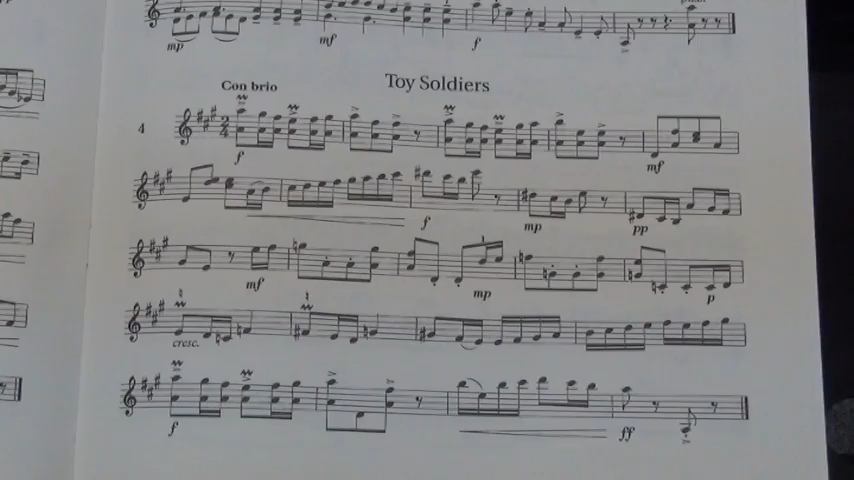 mp mf f
Toy Soldiers
Con brio
4
f mf
f mp pp
mf mp p
cresc.
f ff